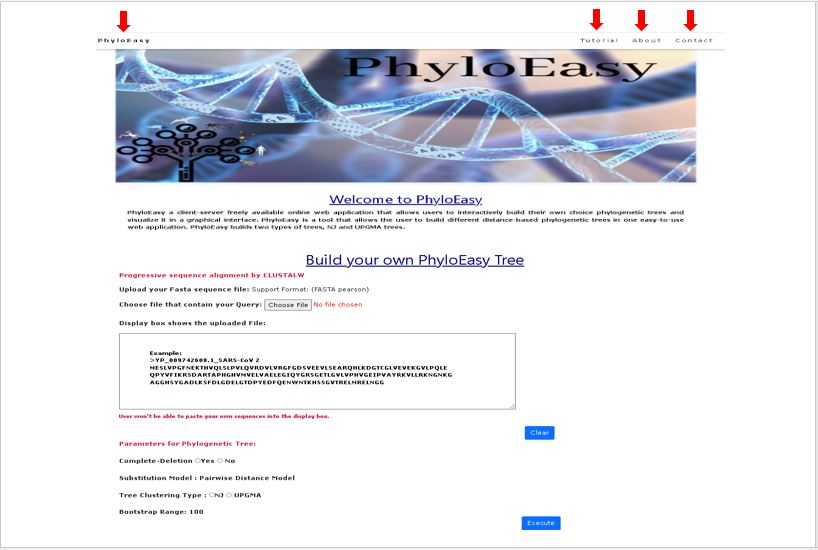 PhyloEasy
Tutorial About Contact
PhyloEasy
GA
GAT
Welcome to PhyloEasy
PhyloEasy a client-server freely available online web application that allows users to interactively build their own choice phylogenetic trees and
visualize it in a graphical interface. PhyloEasy is a tool that allows the user to build different distance-based phylogenetic trees in one easy-to-use
web application. PhyloEasy builds two types of trees, NJ and UPGMA trees.
Build your own PhyloEasy Tree
Progressive sequence alignment by CLUSTALW
Upload your Fasta sequence file: Support Format: (FASTA pearson)
Choose file that contain your Query: Choose File No file chosen
Display box shows the uploaded File:
Example:
>YP_009742608.1_SARS-CoV 2
MESLVPGFNEKTHVQLSLPVLQVRDVLVRGFGDSVEEVLSEARQHLKDGTCGLVEVEKGVLPQLE
QPYVFIKRSDARTAPHGHVMVELVAELEGIQYGRSGETLGVLVPHVGEIPVAYRKVLLRKNGNKG
AGGHSYGADLKSFDLGDELGTDPYEDFQENWNTKHSSGVTRELMRELNGG
User won't be able to paste your own sequences into the display box.
Clear
Parameters for Phylogenetic Tree:
Complete-Deletion Yes No
Substitution Model : Pairwise Distance Model
Tree Clustering Type : NJ UPGMA
Bootstrap Range: 100
Execute